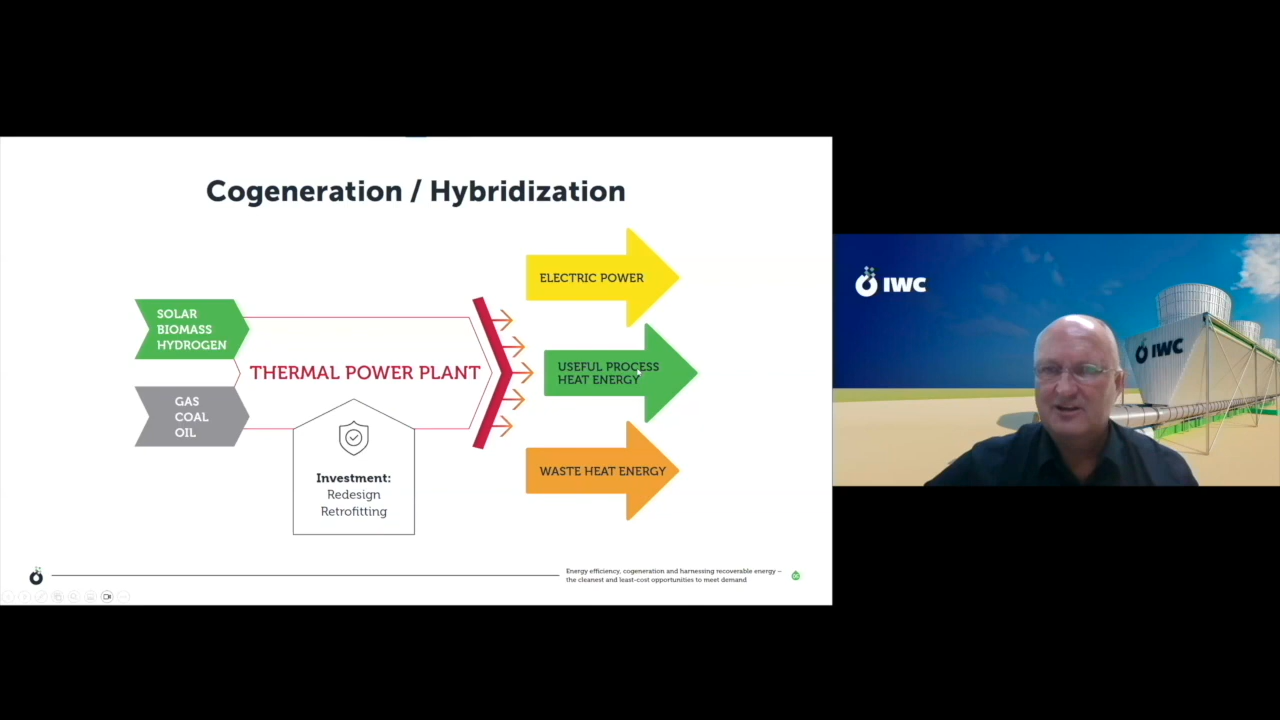 Cogeneration / Hybridization
ELECTRIC POWER
SOLAR
BIOMASS
HYDROGEN
THERMAL POWER PLANT
USEFUL PROCESS
HEAT ENERGY
GAS
COAL
OIL
WASTE HEAT ENERGY
Investment:
Redesign
Retrofitting
Energy efficiency, cogeneration and harnessing recoverable energy –
the cleanest and least-cost opportunities to meet demand
IWC
IWC